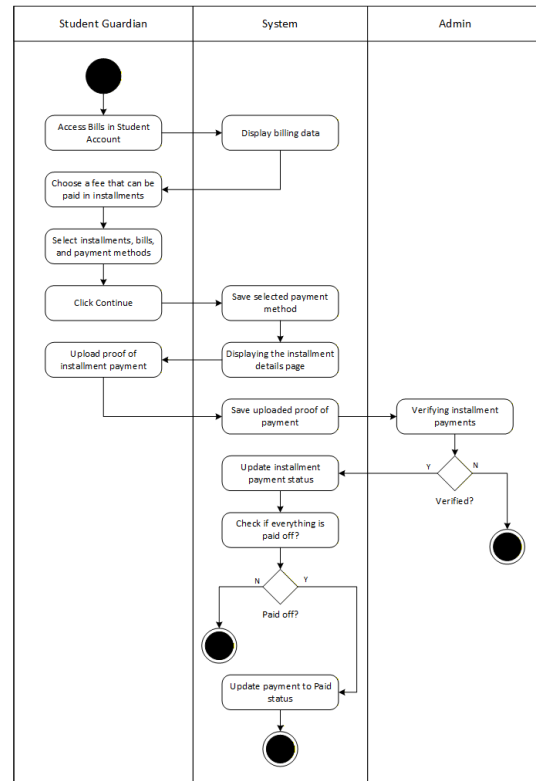 Student Guardian
System
Admin
Access Bills in Student
Account
Display billing data
Choose a fee that can be
paid in installments
Select installments, bills,
and payment methods
Click Continue
Save selected payment
method
Upload proof of
installment payment
Displaying the installment
details page
Save uploaded proof of
payment
Verifying installment
payments
Update installment
payment status
Y
N
Verified?
Check if everything is
paid off?
N
Y
Paid off?
Update payment to Paid
status